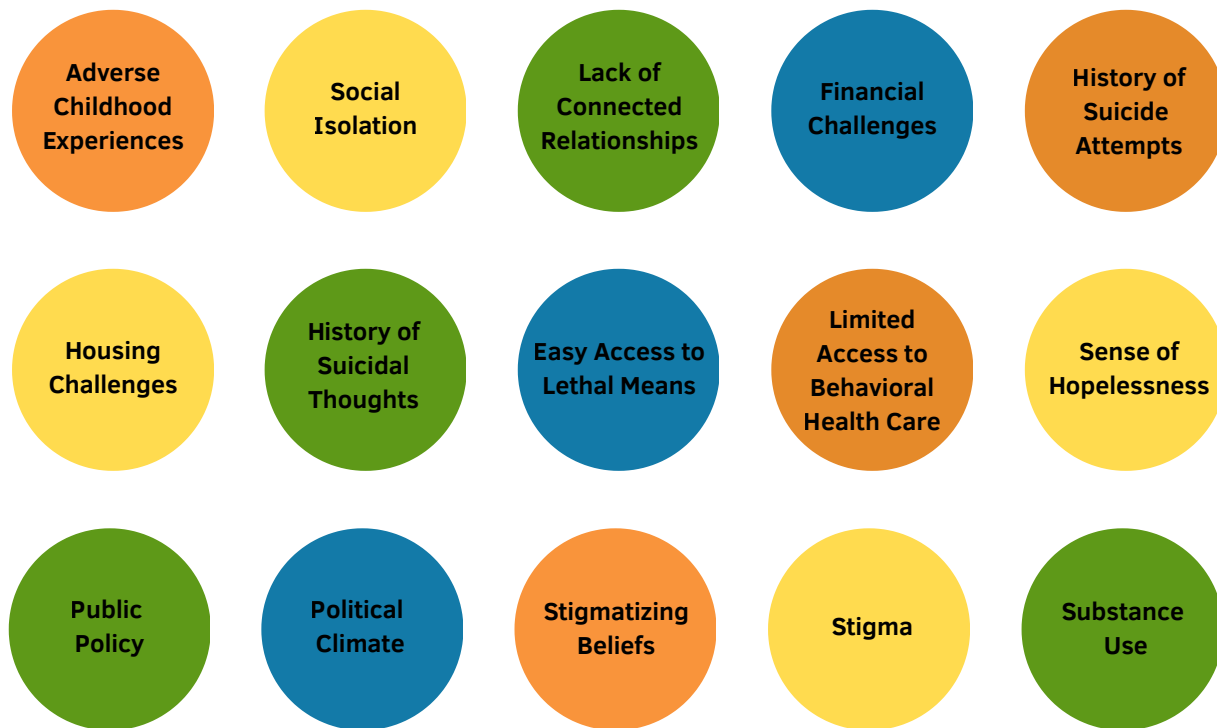 Adverse
Childhood
Experiences
Social
Isolation
Lack of
Connected
Relationships
Financial
Challenges
History of
Suicide
Attempts
Housing
Challenges
History of
Suicidal
Thoughts
Easy Access to
Lethal Means
Limited
Access to
Behavioral
Health Care
Sense of
Hopelessness
Public
Policy
Political
Climate
Stigmatizing
Beliefs
Stigma
Substance
Use